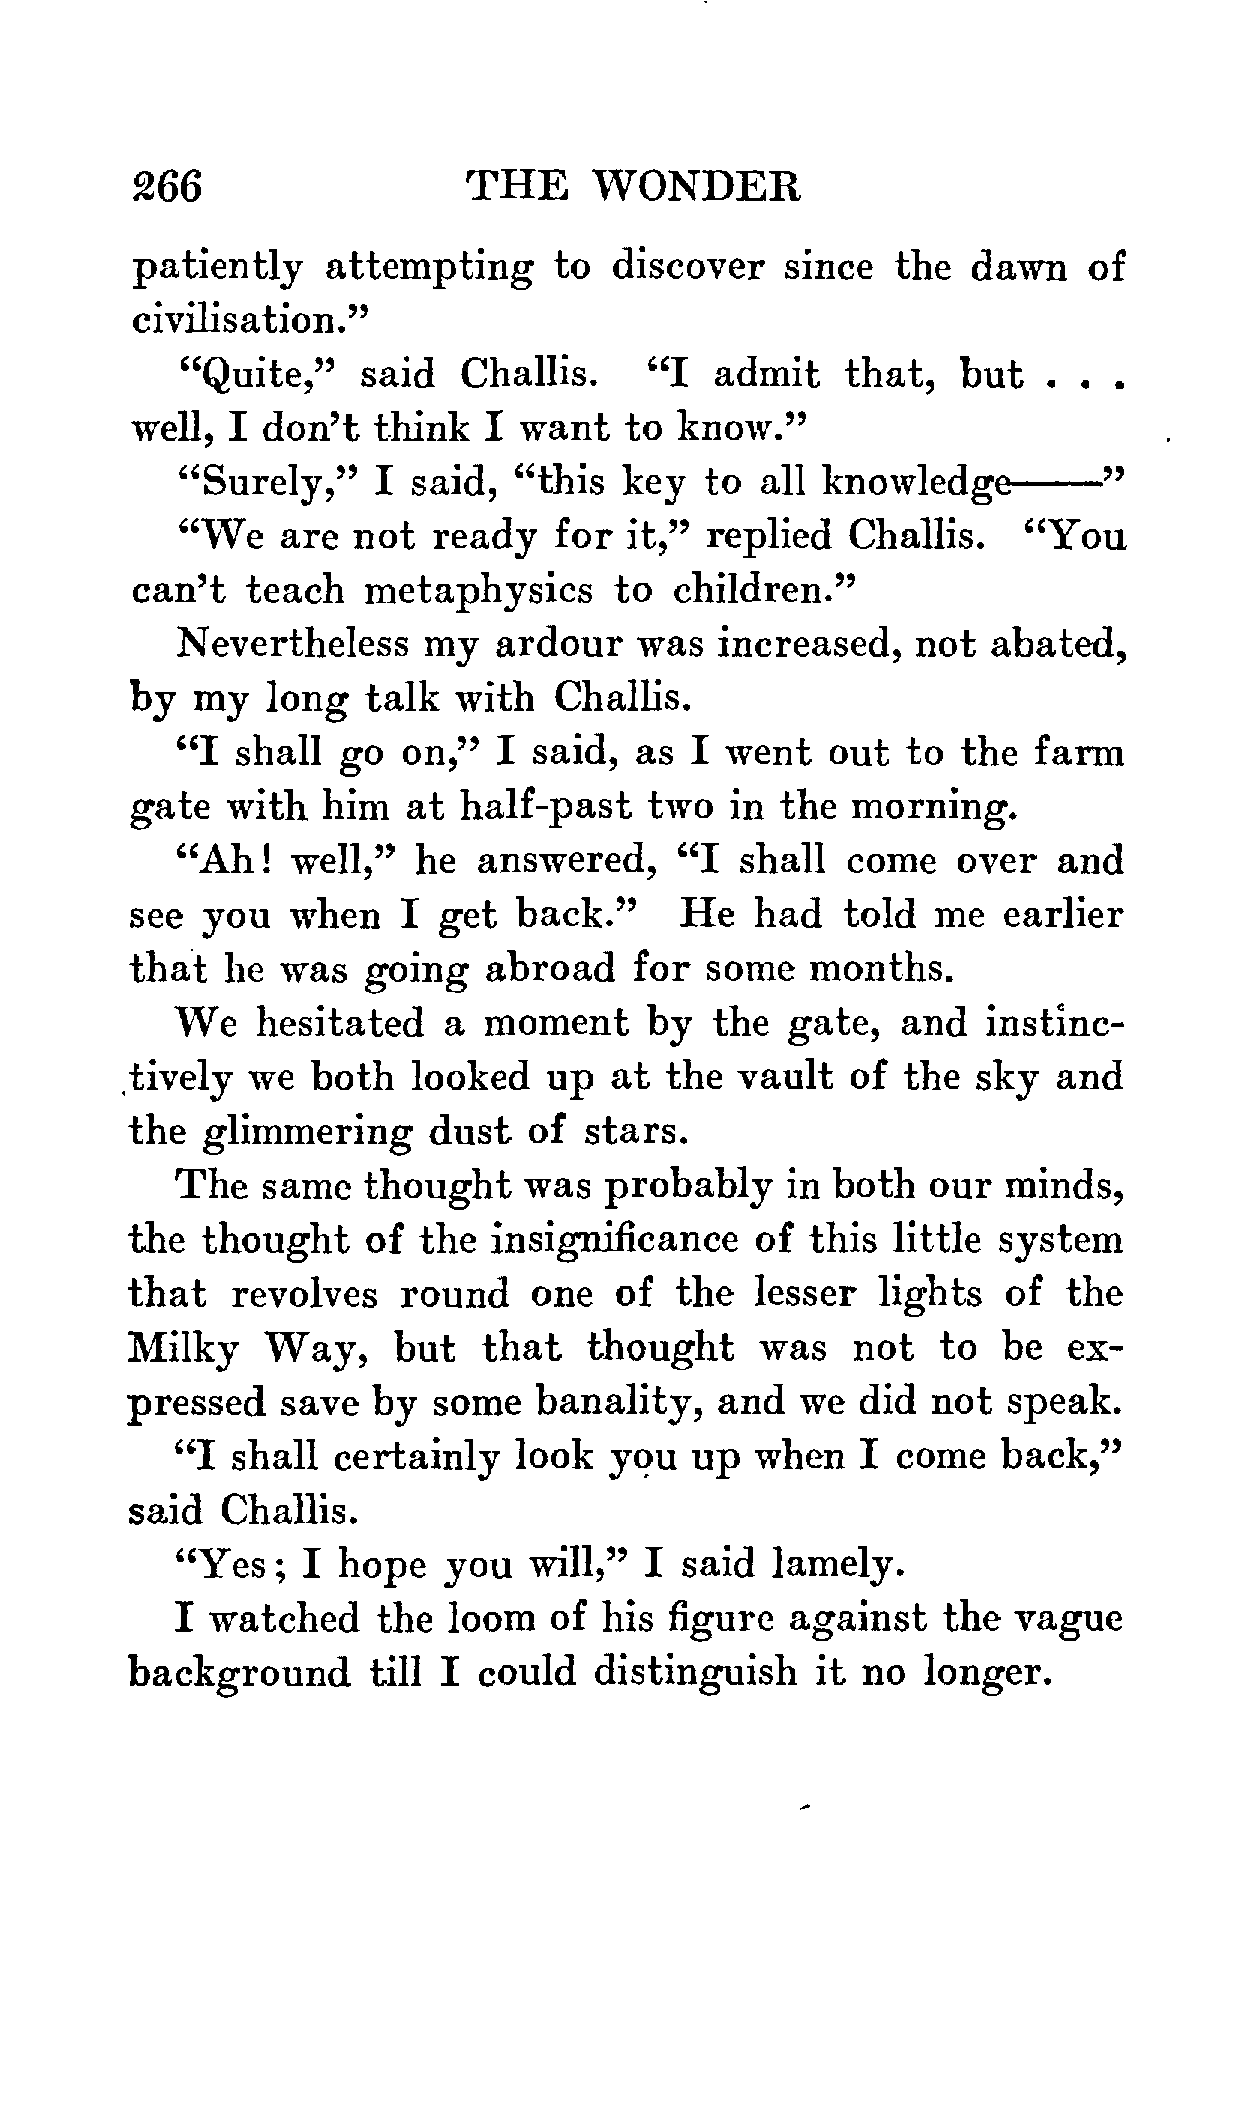 266 THE WONDER
patiently attempting to discover since the dawn of
civilisation."
"Quite," said Challis. "I admit that, but . . .
well, I don't think I want to know."
"Surely," I said, "this key to all knowledge——"
"We are not ready for it," replied Challis. "You
can't teach metaphysics to children."
Nevertheless my ardour was increased, not abated,
by my long talk with Challis.
"I shall go on," I said, as I went out to the farm
gate with him at half-past two in the morning.
"Ah! well," he answered, "I shall come over and
see you when I get back." He had told me earlier
that he was going abroad for some months.
We hesitated a moment by the gate, and instinc-
tively we both looked up at the vault of the sky and
the glimmering dust of stars.
The same thought was probably in both our minds,
the thought of the insignificance of this little system
that revolves round one of the lesser lights of the
Milky Way, but that thought was not to be ex-
pressed save by some banality, and we did not speak.
"I shall certainly look you up when I come back,"
said Challis.
"Yes; I hope you will," I said lamely.
I watched the loom of his figure against the vague
background till I could distinguish it no longer.